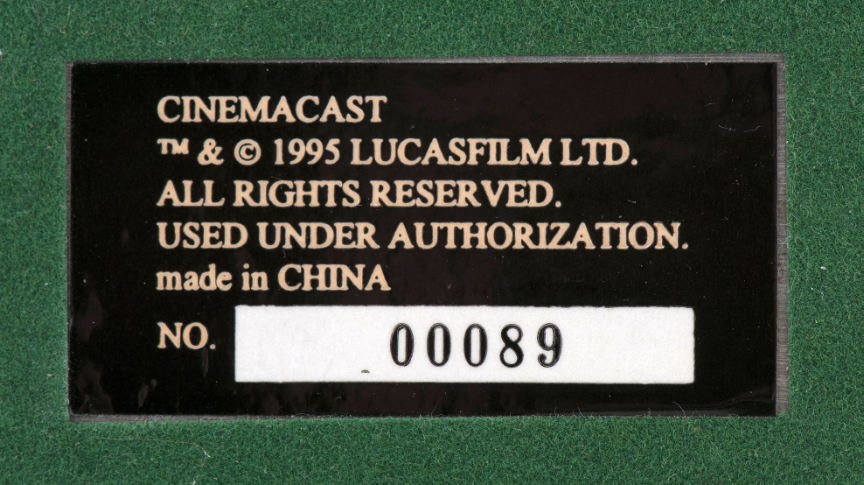 CINEMACAST
™ & © 1995 LUCASFILM LTD.
ALL RIGHTS RESERVED.
USED UNDER AUTHORIZATION.
made in CHINA
NO. 00089